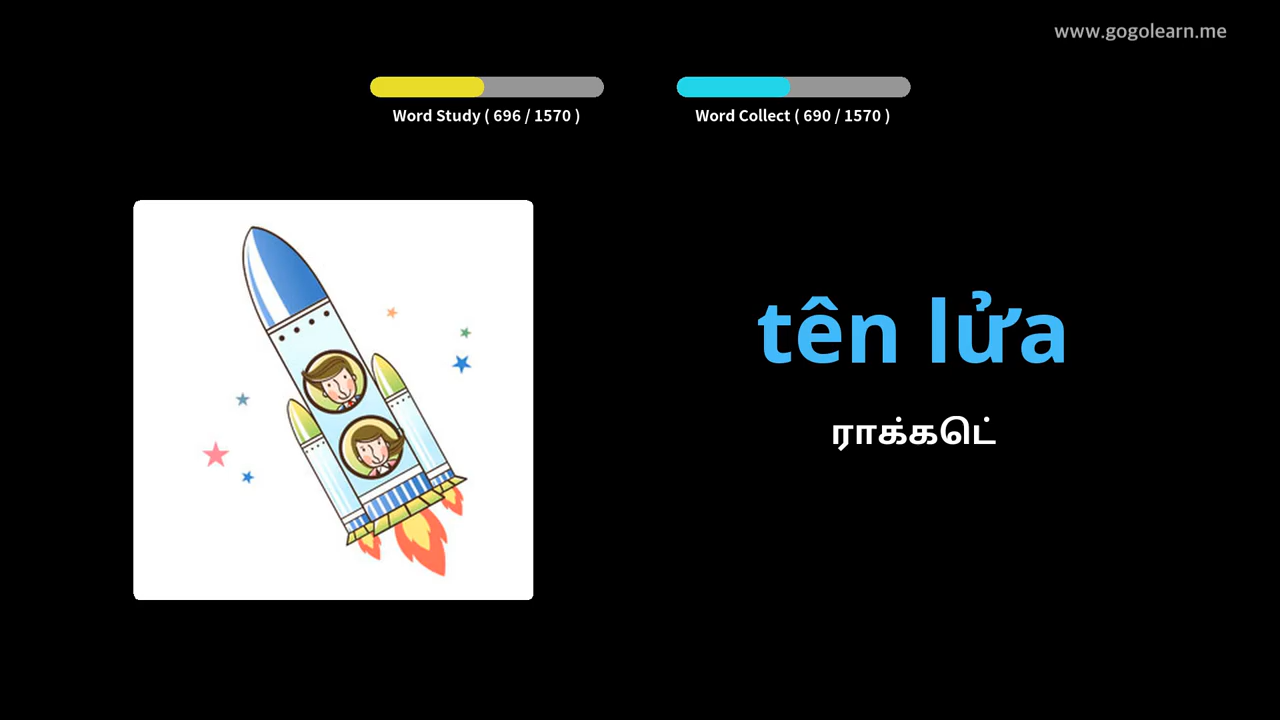 www.gogolearn.me
Word Study ( 696 / 1570 )
Word Collect ( 690 / 1570 )
tên lửa
ராக்கெட்